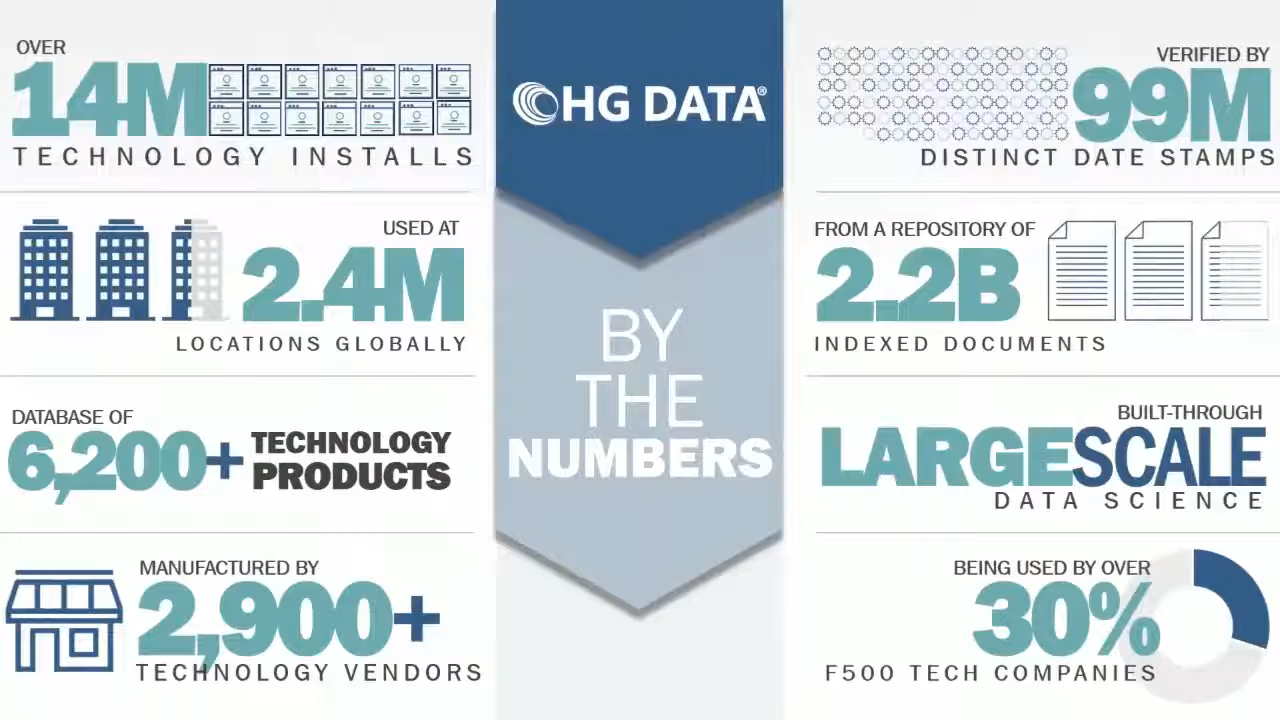 OVER
14M
TECHNOLOGY INSTALLS
USED AT
2.4M
LOCATIONS GLOBALLY
DATABASE OF
6,200+ TECHNOLOGY
PRODUCTS
MANUFACTURED BY
2,900+
TECHNOLOGY VENDORS
HG DATA®
BY
THE
NUMBERS
VERIFIED BY
99M
DISTINCT DATE STAMPS
FROM A REPOSITORY OF
2.2B
INDEXED DOCUMENTS
BUILT-THROUGH
LARGESCALE
DATA SCIENCE
BEING USED BY OVER
30%
F500 TECH COMPANIES